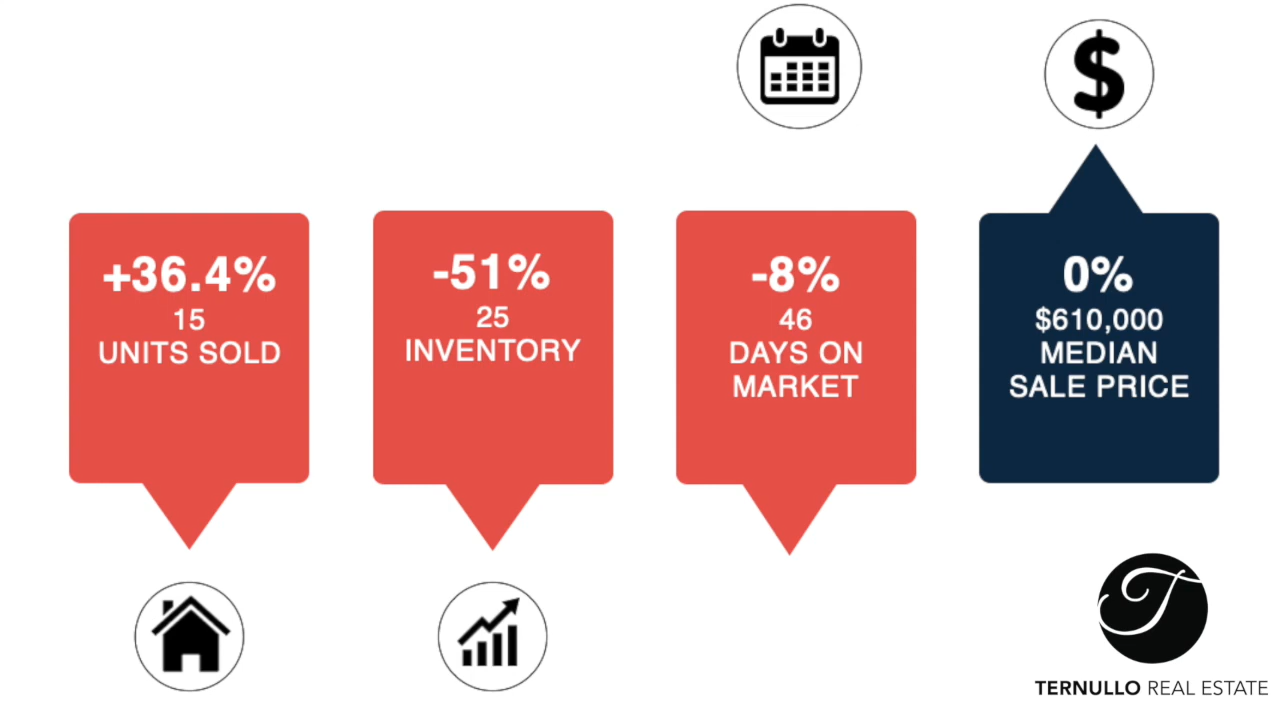 +36.4%
15
UNITS SOLD
-51%
25
INVENTORY
-8%
46
DAYS ON
MARKET
0%
$610,000
MEDIAN
SALE PRICE
T
TERNULLO REAL ESTATE